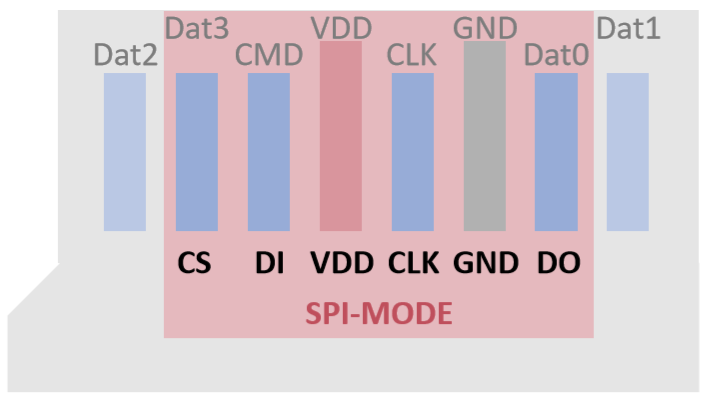 Dat3 VDD GND Dat1
Dat2 CMD CLK Dat0
CS DI VDD CLK GND DO
SPI-MODE